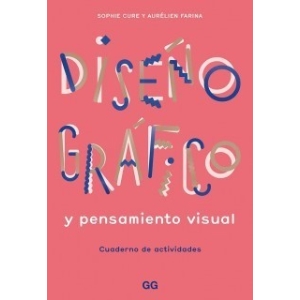 SOPHIE CURE Y AURÉLIEN FARINA
DISEÑO
GRÁFICO
y pensamiento visual
Cuaderno de actividades
GG